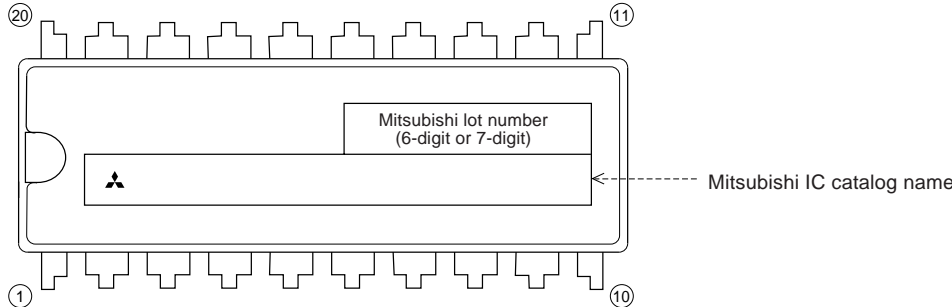 ⑳
⑪
Mitsubishi lot number
(6-digit or 7-digit)
Mitsubishi IC catalog name
①
⑩